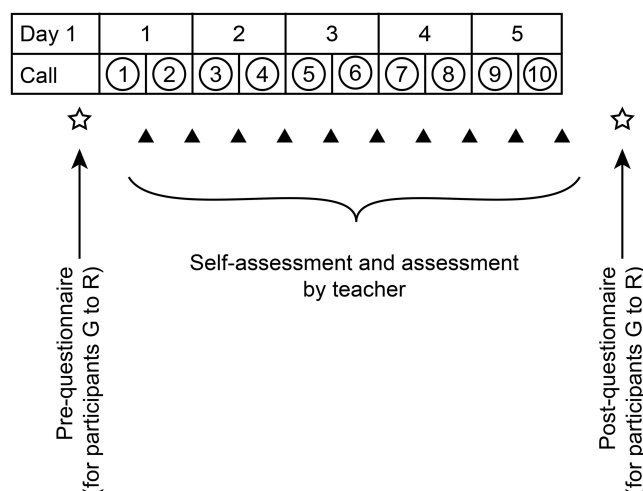 Day 1 1 2 3 4 5
Call 1 2 3 4 5 6 7 8 9 10
Self-assessment and assessment
by teacher
Pre-questionnaire
(for participants G to R)
Post-questionnaire
(for participants G to R)